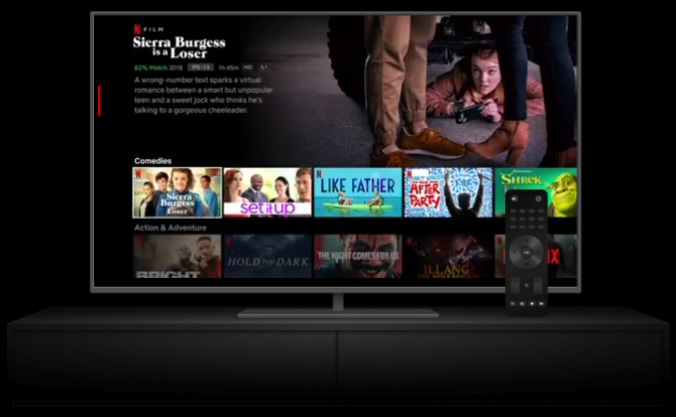 N FILM
Sierra Burgess
is a Loser
82% Match 2018 PG-13 1h45m HD 5.1
A wrong-number text sparks a virtual
romance between a smart but unpopular
teen and a sweet jock who thinks he's
talking to a gorgeous cheeleader.
Comedies
N Sierra Burgess is a Loser
N set it up
N LIKE FATHER
N THE AFTER PARTY
SHREK
Action & Adventure
BRIGHT
HOLD THE DARK
THE NIGHT COMES FOR US
ILLANG